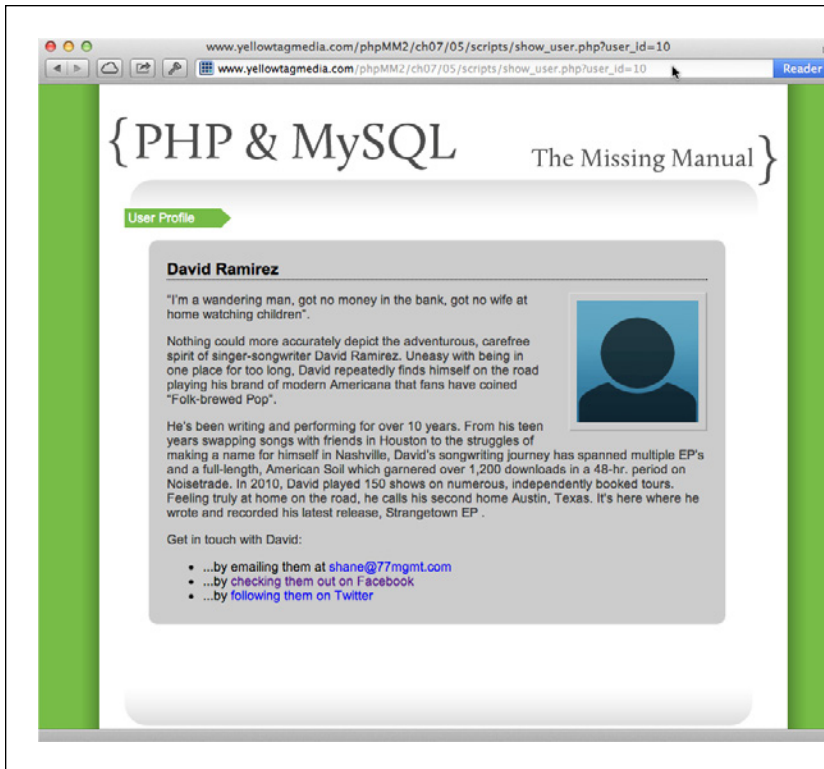 www.yellowtagmedia.com/phpMM2/ch07/05/scripts/show_user.php?user_id=10
www.yellowtagmedia.com/phpMM2/ch07/05/scripts/show_user.php?user_id=10
Reader
{PHP & MySQL
The Missing Manual}
User Profile
David Ramirez
"I'm a wandering man, got no money in the bank, got no wife at
home watching children".
Nothing could more accurately depict the adventurous, carefree
spirit of singer-songwriter David Ramirez. Uneasy with being in
one place for too long, David repeatedly finds himself on the road
playing his brand of modern Americana that fans have coined
"Folk-brewed Pop".
He's been writing and performing for over 10 years. From his teen
years swapping songs with friends in Houston to the struggles of
making a name for himself in Nashville, David's songwriting journey has spanned multiple EP's
and a full-length, American Soil which garnered over 1,200 downloads in a 48-hr. period on
Noisetrade. In 2010, David played 150 shows on numerous, independently booked tours.
Feeling truly at home on the road, he calls his second home Austin, Texas. It's here where he
wrote and recorded his latest release, Strangetown EP .
Get in touch with David:
• ...by emailing them at shane@77mgmt.com
• ...by checking them out on Facebook
• ...by following them on Twitter